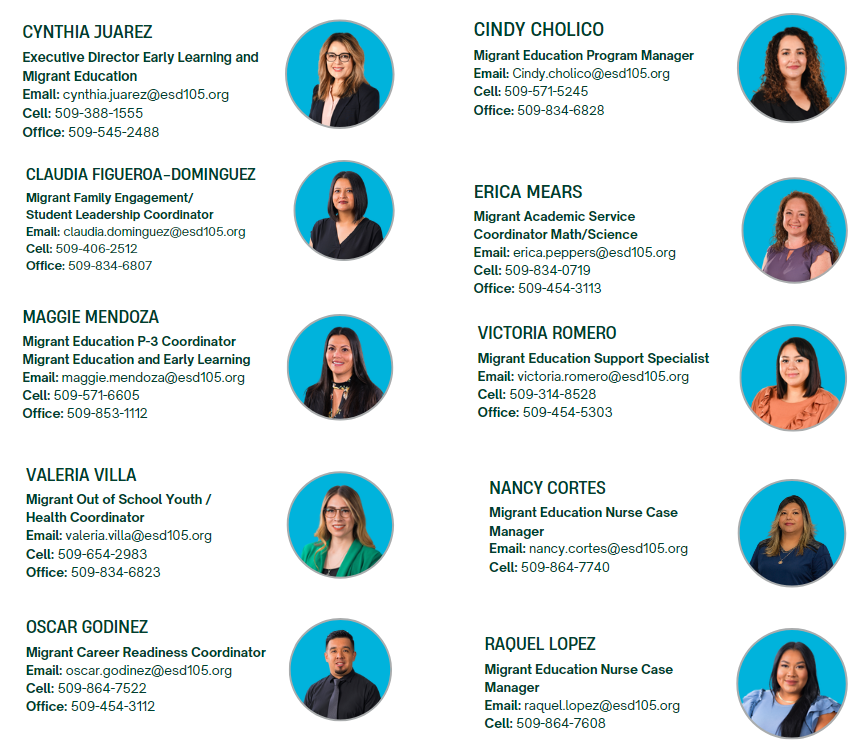 CYNTHIA JUAREZ
Executive Director Early Learning and
Migrant Education
Email: cynthia.juarez@esd105.org
Cell: 509-388-1555
Office: 509-545-2488
CINDY CHOLICO
Migrant Education Program Manager
Email: Cindy.cholico@esd105.org
Cell: 509-571-5245
Office: 509-834-6828
CLAUDIA FIGUEROA-DOMINGUEZ
Migrant Family Engagement/
Student Leadership Coordinator
Email: claudia.dominguez@esd105.org
Cell: 509-406-2512
Office: 509-834-6807
ERICA MEARS
Migrant Academic Service
Coordinator Math/Science
Email: erica.peppers@esd105.org
Cell: 509-834-0719
Office: 509-454-3113
MAGGIE MENDOZA
Migrant Education P-3 Coordinator
Migrant Education and Early Learning
Email: maggie.mendoza@esd105.org
Cell: 509-571-6605
Office: 509-853-1112
VICTORIA ROMERO
Migrant Education Support Specialist
Email: victoria.romero@esd105.org
Cell: 509-314-8528
Office: 509-454-5303
VALERIA VILLA
Migrant Out of School Youth /
Health Coordinator
Email: valeria.villa@esd105.org
Cell: 509-654-2983
Office: 509-834-6823
NANCY CORTES
Migrant Education Nurse Case
Manager
Email: nancy.cortes@esd105.org
Cell: 509-864-7740
OSCAR GODINEZ
Migrant Career Readiness Coordinator
Email: oscar.godinez@esd105.org
Cell: 509-864-7522
Office: 509-454-3112
RAQUEL LOPEZ
Migrant Education Nurse Case
Manager
Email: raquel.lopez@esd105.org
Cell: 509-864-7608